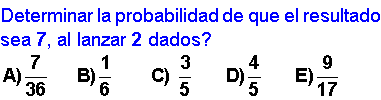 Determinar la probabilidad de que el resultado
sea 7, al lanzar 2 dados?
A) 7/36 B) 1/6 C) 3/5 D) 4/5 E) 9/17